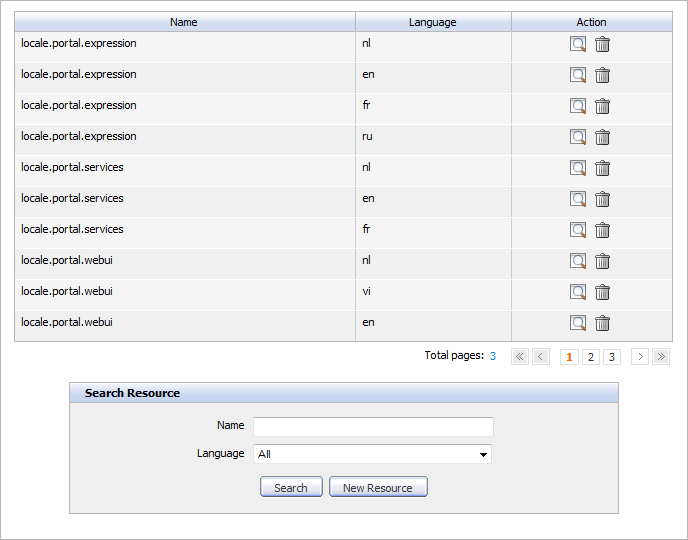 Name Language Action
locale.portal.expression nl
locale.portal.expression en
locale.portal.expression fr
locale.portal.expression ru
locale.portal.services nl
locale.portal.services en
locale.portal.services fr
locale.portal.webui nl
locale.portal.webui vi
locale.portal.webui en
Total pages: 3 1 2 3
Search Resource
Name
Language All
Search New Resource